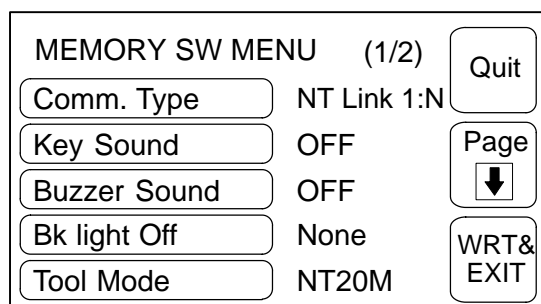 MEMORY SW MENU (1/2)
Quit
Comm. Type NT Link 1:N
Key Sound OFF
Page
Buzzer Sound OFF
Bk light Off None
WRT&
EXIT
Tool Mode NT20M